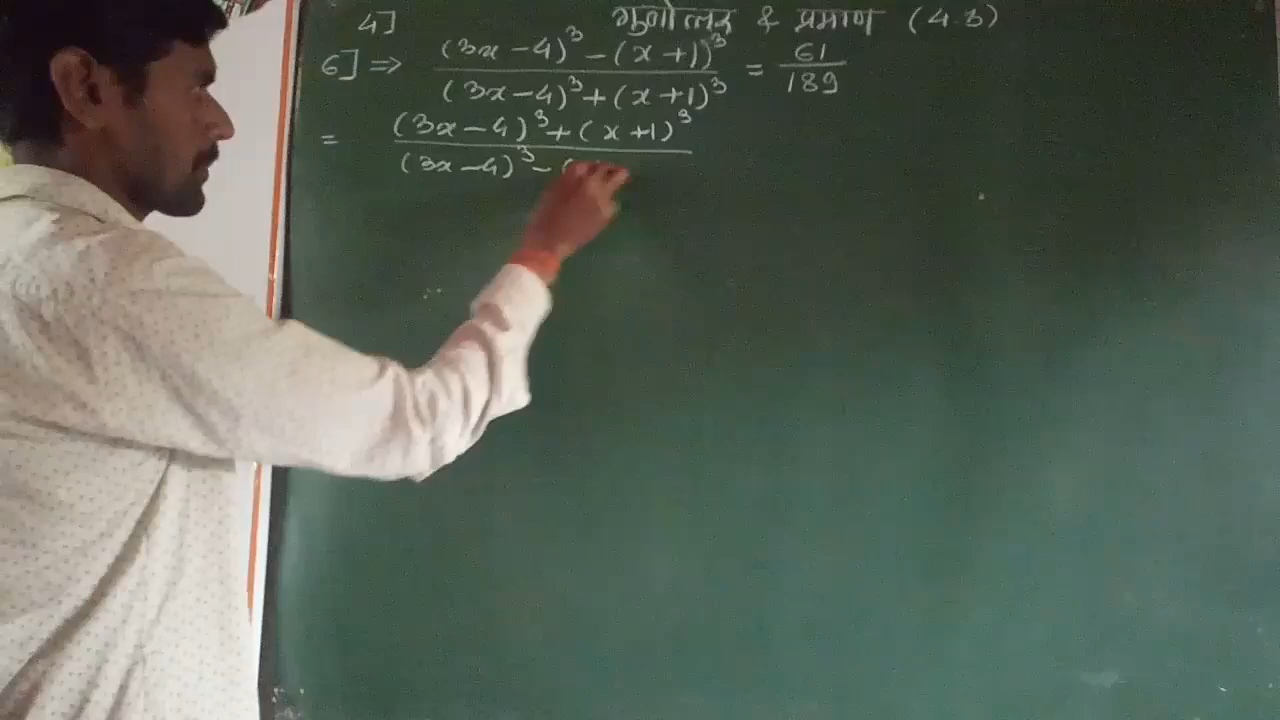 4] गुणोत्तर & प्रमाण (4.3)
6] ⇒ (3x-4)³-(x+1)³ / (3x-4)³+(x+1)³ = 61 / 189
= (3x-4)³+(x+1)³ / (3x-4)³-(